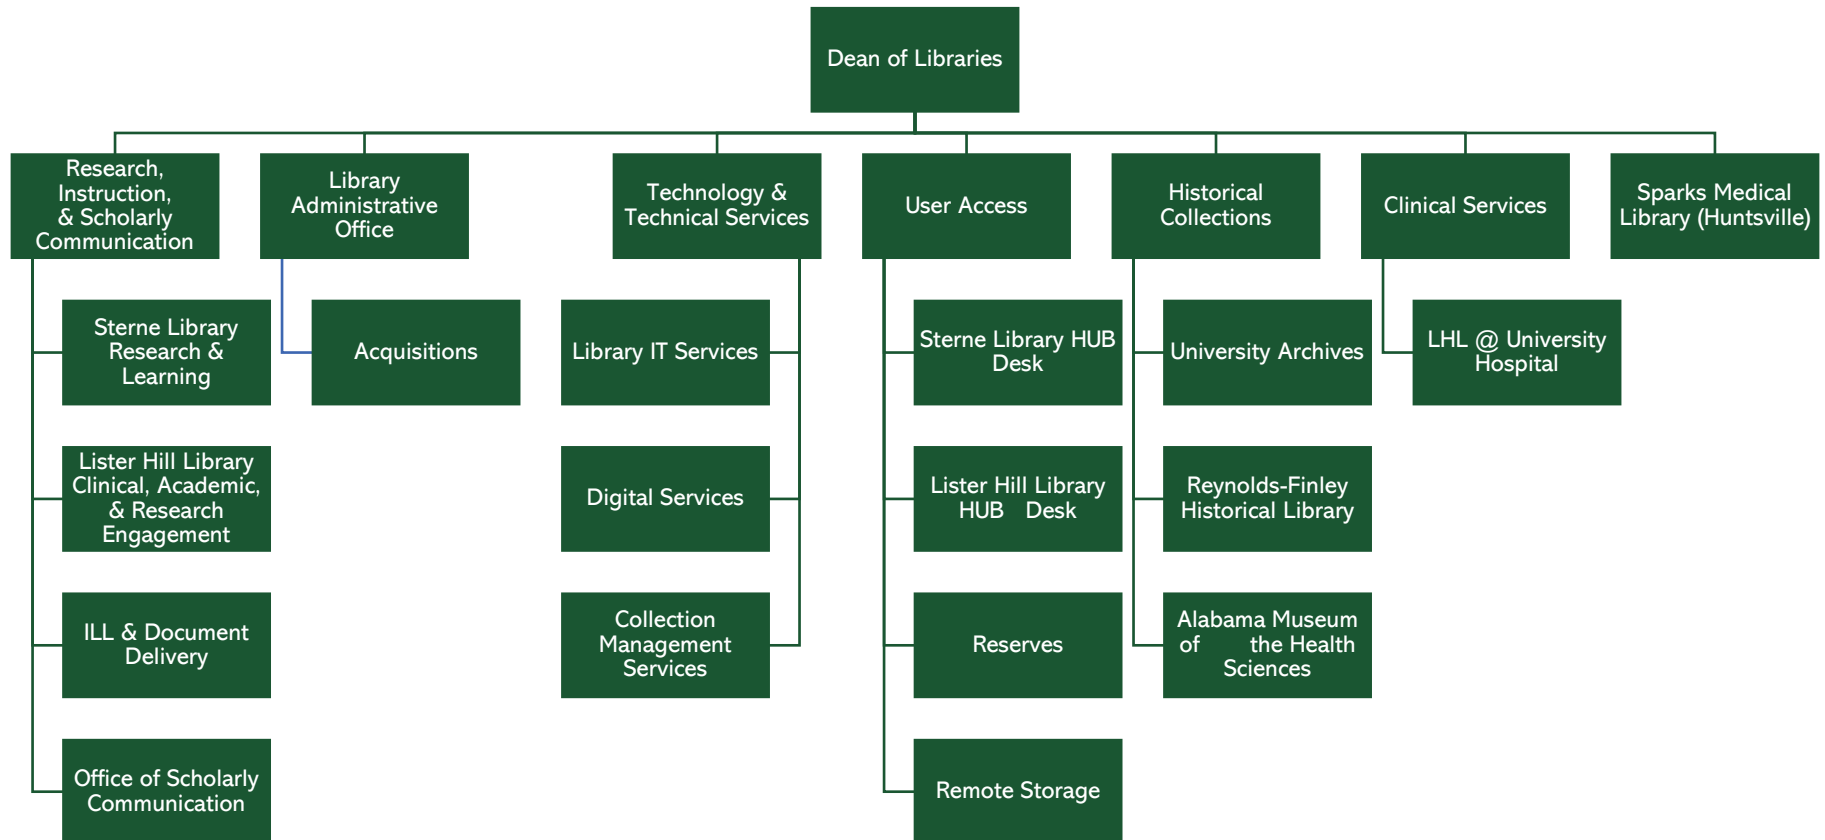 Dean of Libraries
Research,
Instruction,
& Scholarly
Communication
Library
Administrative
Office
Technology &
Technical Services
User Access
Historical
Collections
Clinical Services
Sparks Medical
Library (Huntsville)
Sterne Library
Research &
Learning
Acquisitions
Library IT Services
Sterne Library HUB
Desk
University Archives
LHL @ University
Hospital
Lister Hill Library
Clinical, Academic,
& Research
Engagement
Digital Services
Lister Hill Library
HUB Desk
Reynolds-Finley
Historical Library
ILL & Document
Delivery
Collection
Management
Services
Reserves
Alabama Museum
of the Health
Sciences
Office of Scholarly
Communication
Remote Storage